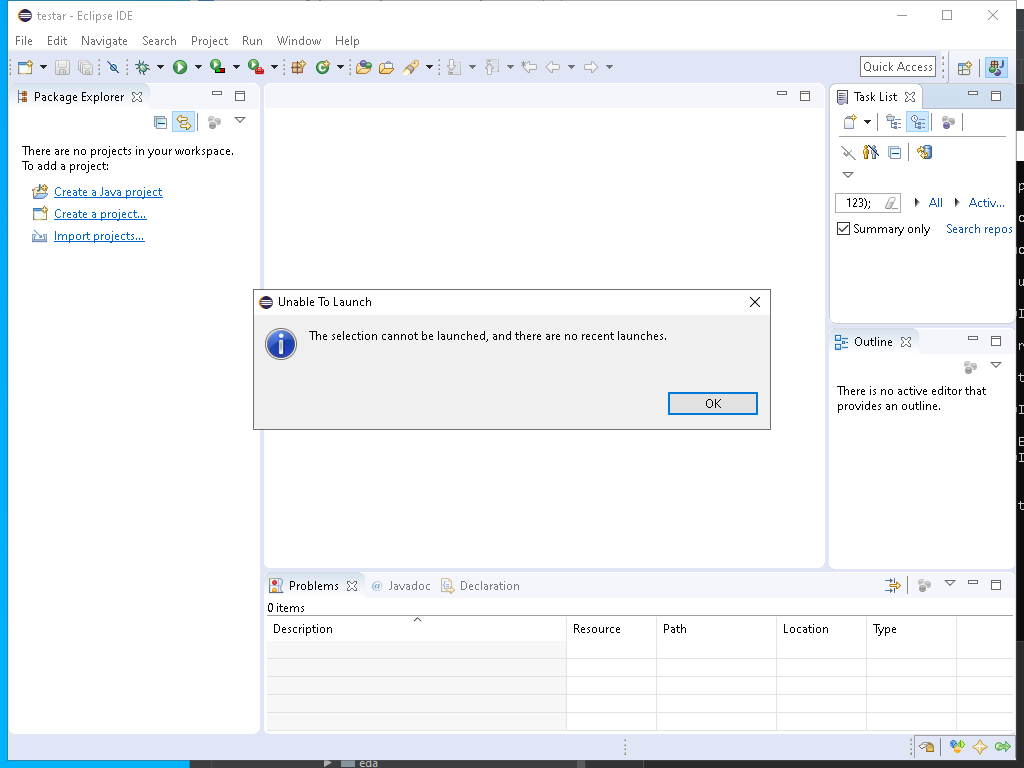 testar - Eclipse IDE
File Edit Navigate Search Project Run Window Help
Quick Access
Package Explorer
There are no projects in your workspace.
To add a project:
Create a Java project
Create a project...
Import projects...
Task List
123);
All
Activ...
Summary only
Search repos
Unable To Launch
The selection cannot be launched, and there are no recent launches.
OK
Outline
There is no active editor that
provides an outline.
Problems @ Javadoc Declaration
0 items
Description Resource Path Location Type
eda